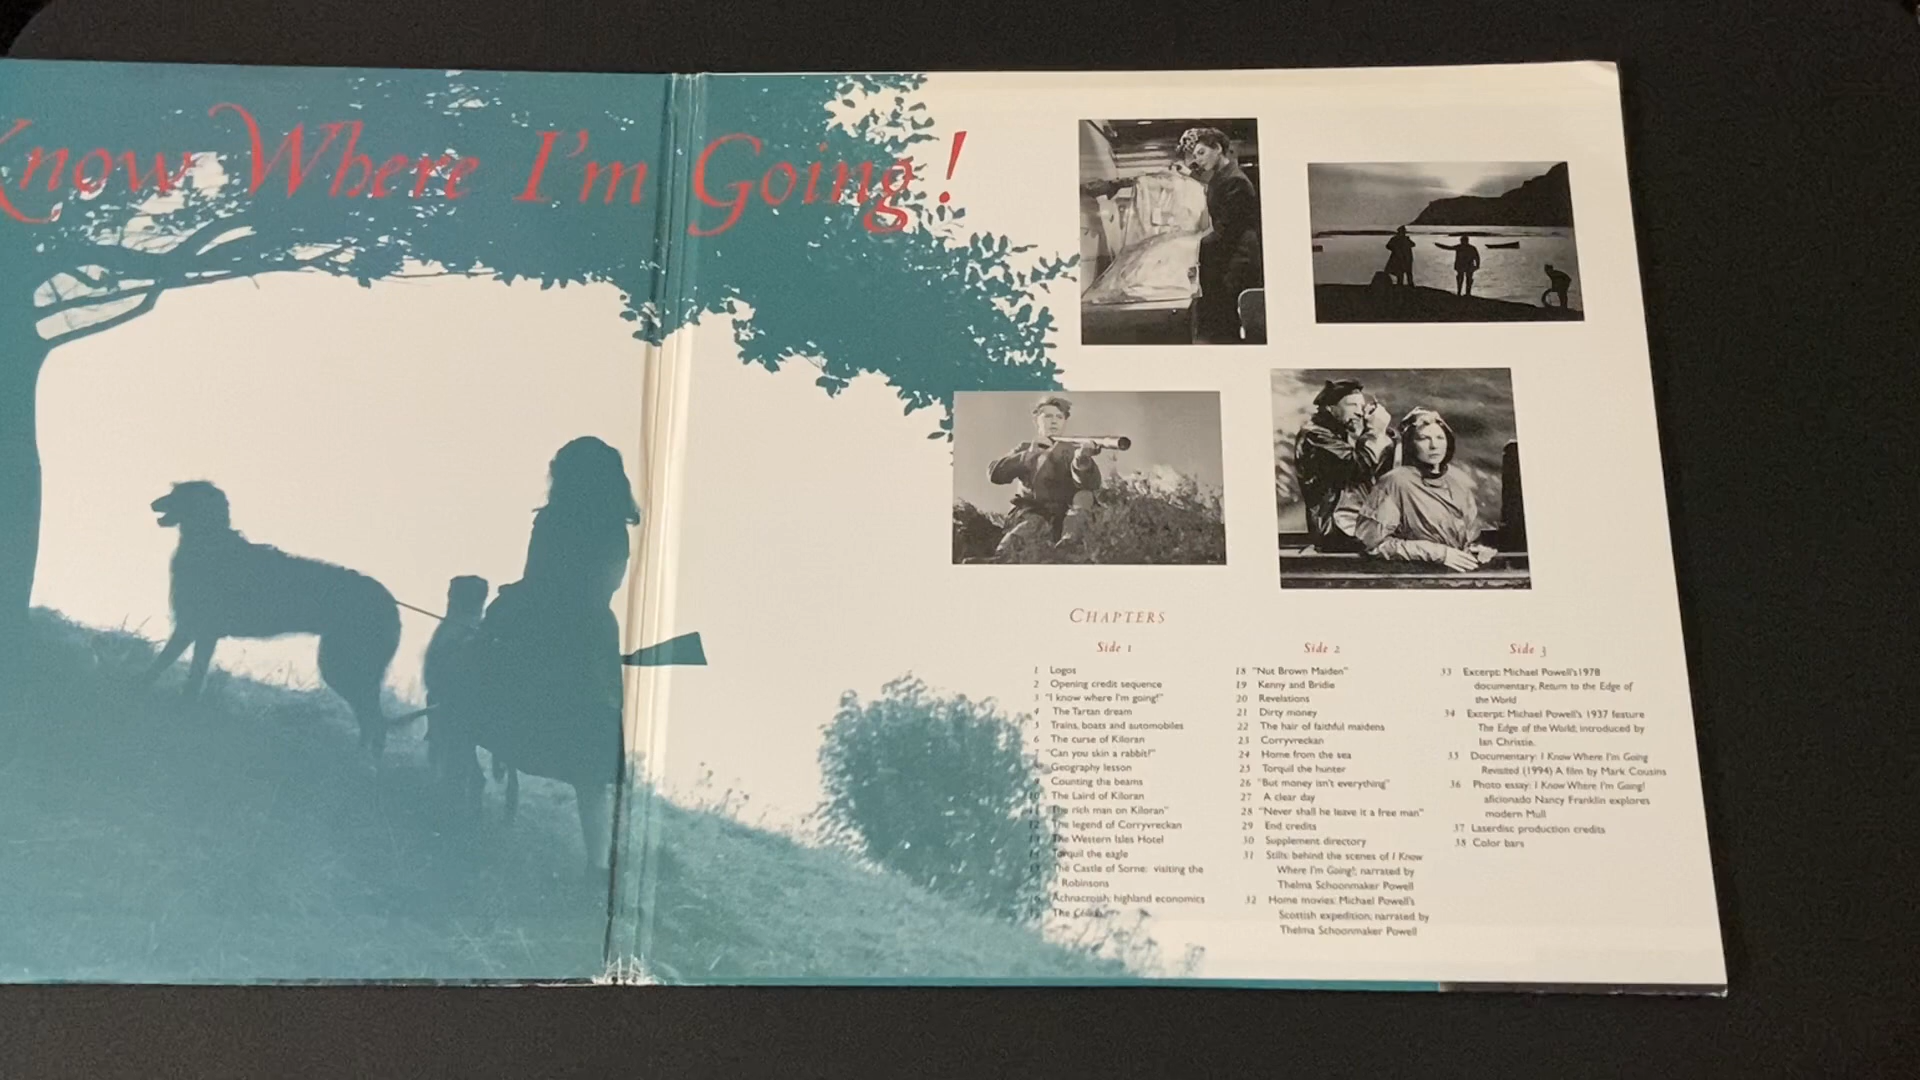 Know Where I'm Going!
CHAPTERS
Side 1
1 Logos
2 Opening credit sequence
3 "I know where I'm going!"
4 The Tartan dream
5 Trains, boats and automobiles
6 The curse of Kiloran
7 "Can you skin a rabbit?"
Geography lesson
Counting the beams
10 The Laird of Kiloran
11 "The rich man on Kiloran"
12 The legend of Corryvreckan
13 The Western Isles Hotel
14 Torquil the eagle
The Castle of Sorne: visiting the
Robinsons
16 Achnacroish: highland economics
The Céilidh
Side 2
18 "Nut Brown Maiden"
19 Kenny and Bridie
20 Revelations
21 Dirty money
22 The hair of faithful maidens
23 Corryvreckan
24 Home from the sea
25 Torquil the hunter
26 "But money isn't everything"
27 A clear day
28 "Never shall he leave it a free man"
29 End credits
30 Supplement directory
31 Stills: behind the scenes of I Know
Where I'm Going!, narrated by
Thelma Schoonmaker Powell
32 Home movies: Michael Powell's
Scottish expedition, narrated by
Thelma Schoonmaker Powell
Side 3
33 Excerpt: Michael Powell's 1978
documentary, Return to the Edge of
the World
34 Excerpt: Michael Powell's 1937 feature
The Edge of the World, introduced by
Ian Christie.
35 Documentary: I Know Where I'm Going
Revisited (1994) A film by Mark Cousins
36 Photo essay: I Know Where I'm Going!
aficionado Nancy Franklin explores
modern Mull
37 Laserdisc production credits
38 Color bars